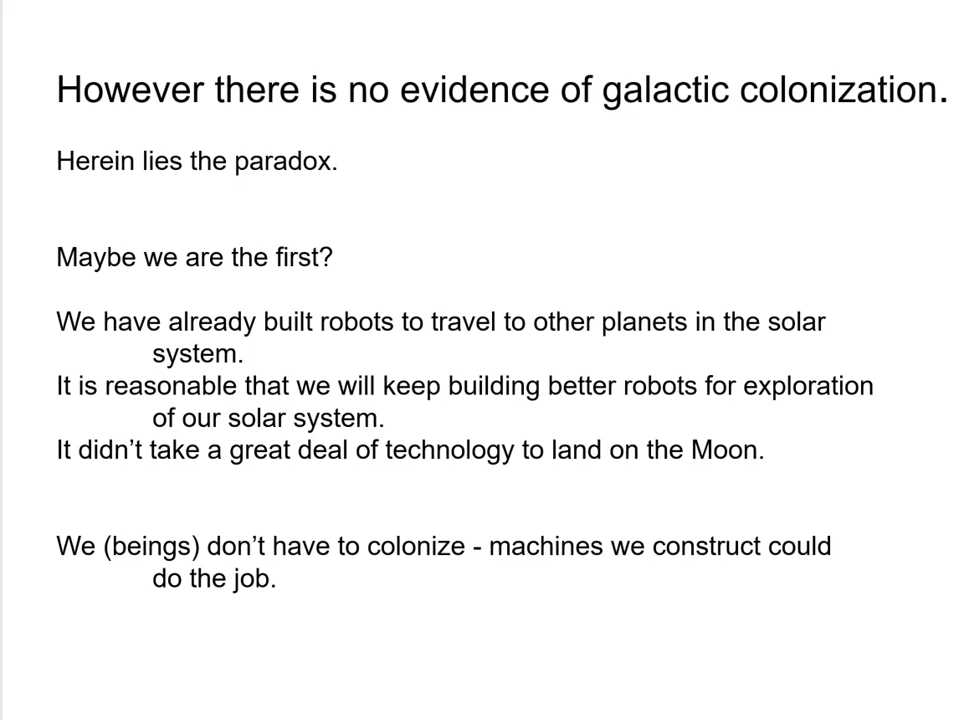 However there is no evidence of galactic colonization.
Herein lies the paradox.
Maybe we are the first?
We have already built robots to travel to other planets in the solar
system.
It is reasonable that we will keep building better robots for exploration
of our solar system.
It didn’t take a great deal of technology to land on the Moon.
We (beings) don’t have to colonize - machines we construct could
do the job.